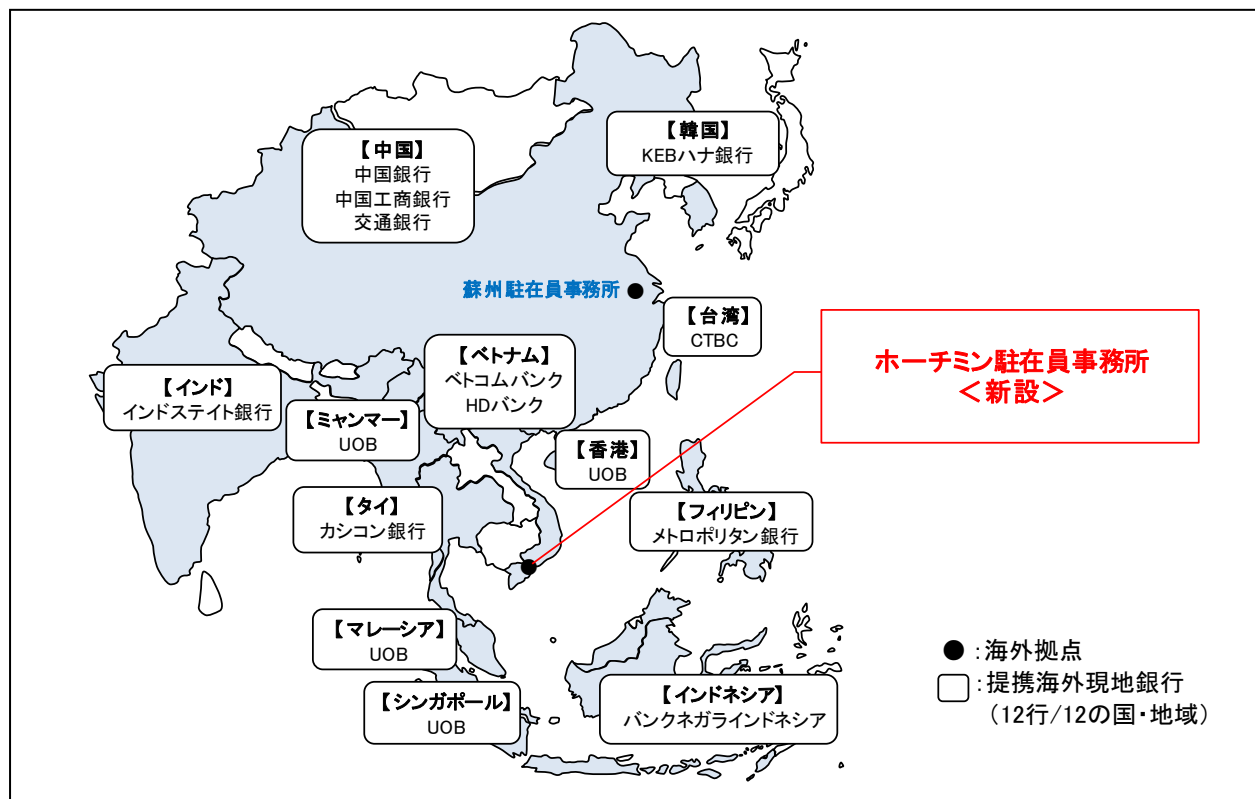 【中国】
中国銀行
中国工商銀行
交通銀行
【韓国】
KEBハナ銀行
蘇州駐在員事務所
【台湾】
CTBC
ホーチミン駐在員事務所
＜新設＞
【ベトナム】
ベトコムバンク
HDバンク
【インド】
インドステイト銀行
【ミャンマー】
UOB
【香港】
UOB
【タイ】
カシコン銀行
【フィリピン】
メトロポリタン銀行
【マレーシア】
UOB
【シンガポール】
UOB
【インドネシア】
バンクネガラインドネシア
●：海外拠点
：提携海外現地銀行
（12行/12の国・地域）